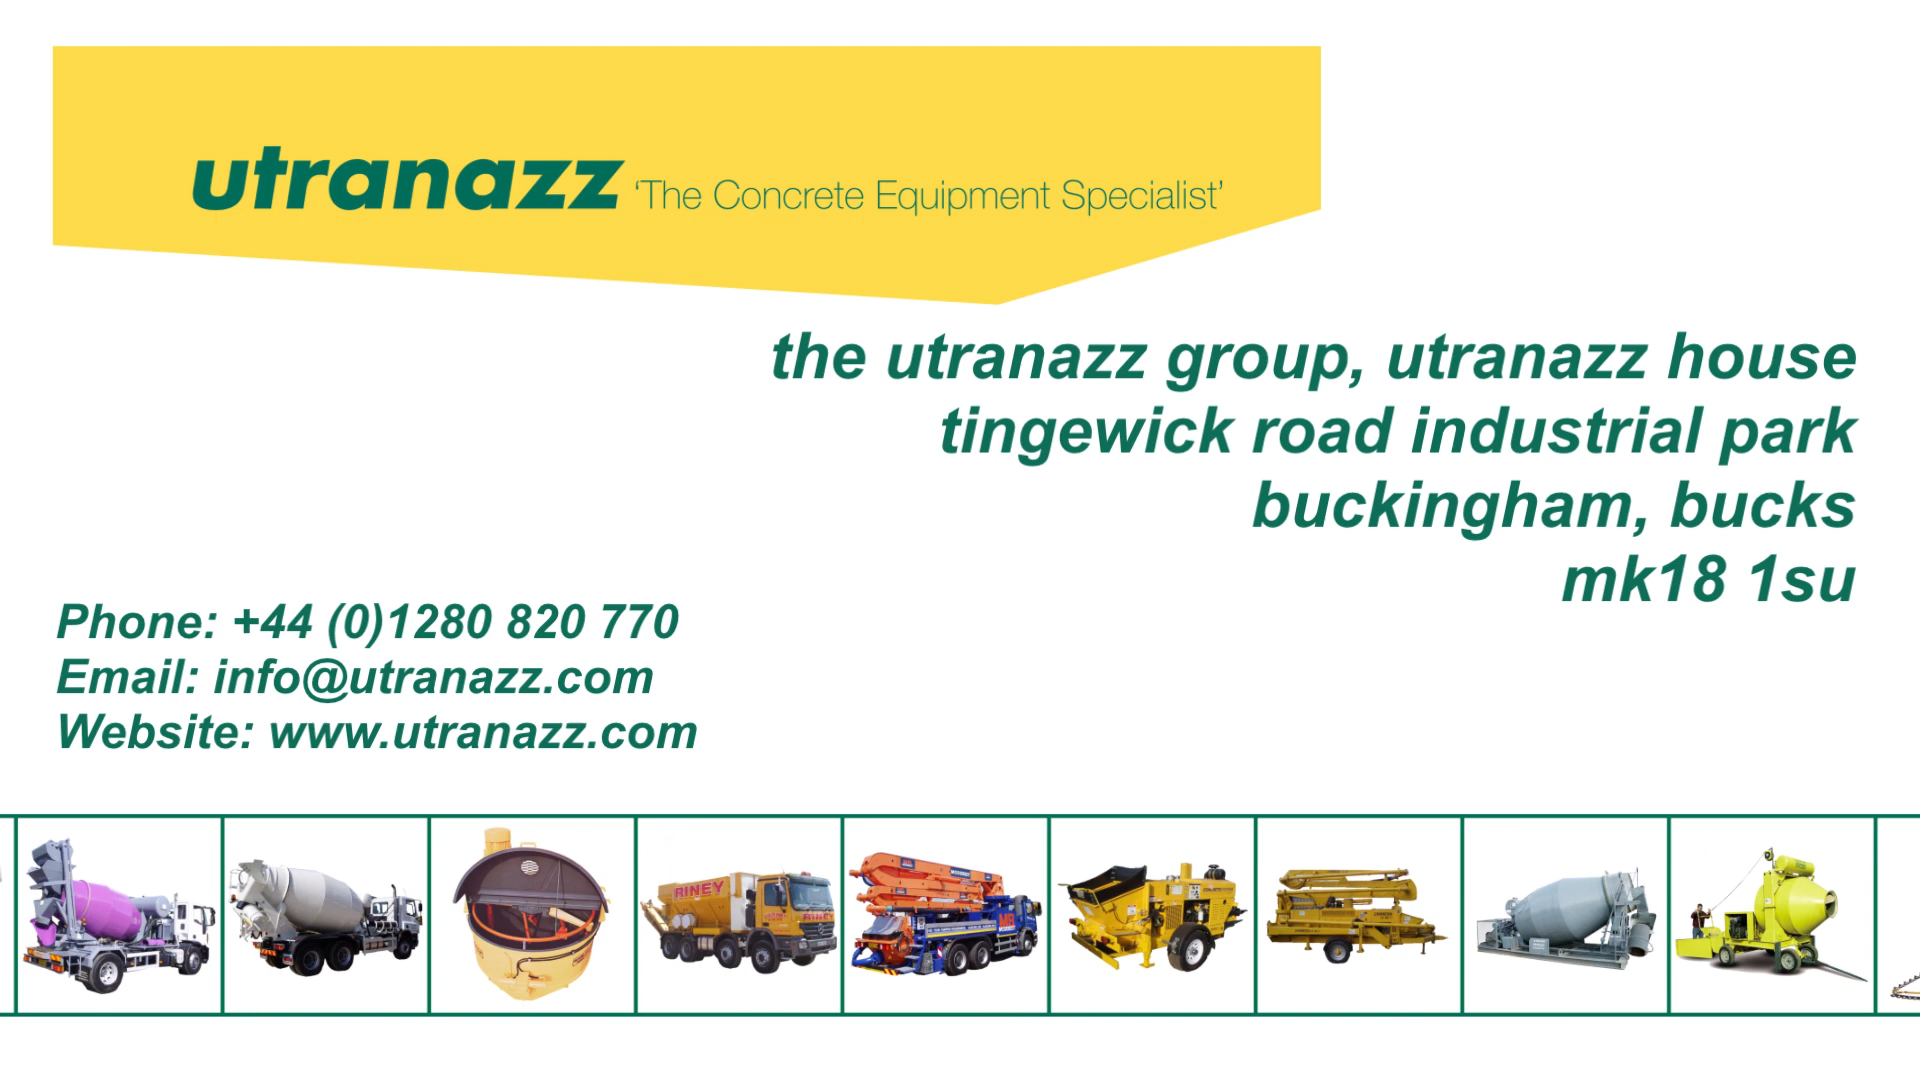 utranazz 'The Concrete Equipment Specialist'
the utranazz group, utranazz house
tingewick road industrial park
buckingham, bucks
mk18 1su
Phone: +44 (0)1280 820 770
Email: info@utranazz.com
Website: www.utranazz.com
RINEY
RINEY